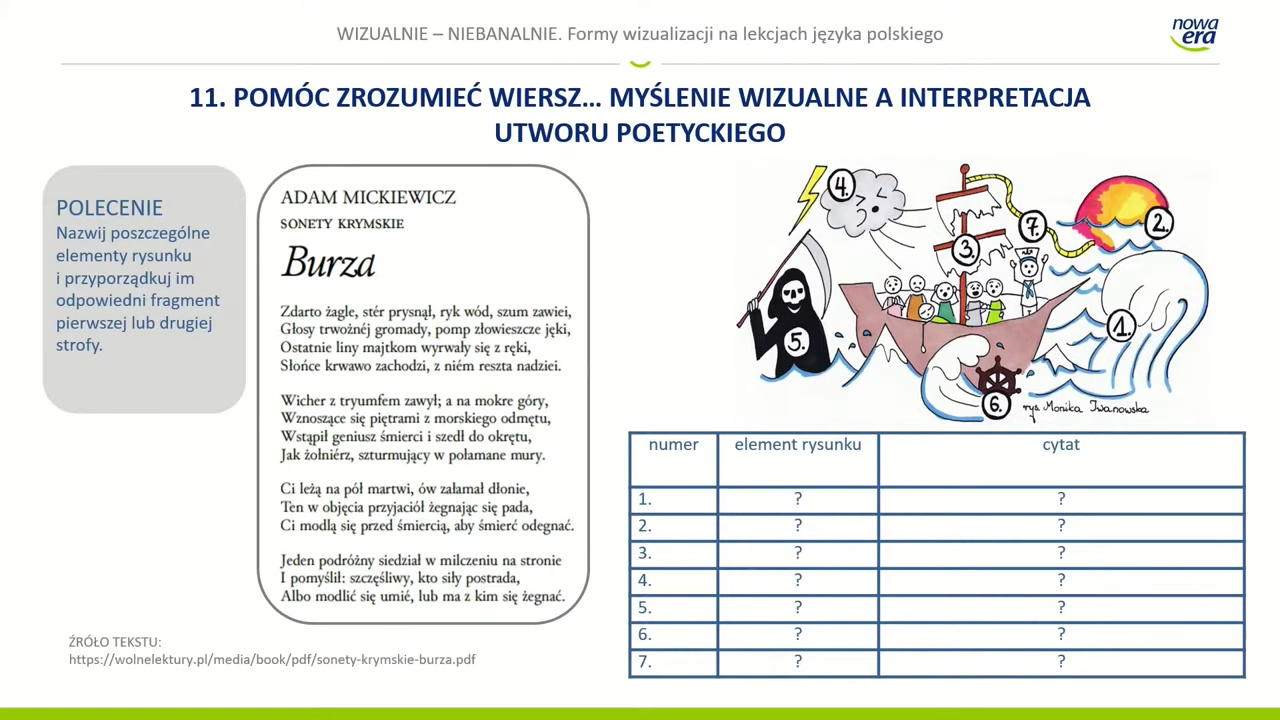 WIZUALNIE – NIEBANALNIE. Formy wizualizacji na lekcjach języka polskiego
nowa
era
11. POMÓC ZROZUMIEĆ WIERSZ... MYŚLENIE WIZUALNE A INTERPRETACJA
UTWORU POETYCKIEGO
POLECENIE
Nazwij poszczególne
elementy rysunku
i przyporządkuj im
odpowiedni fragment
pierwszej lub drugiej
strofy.
ADAM MICKIEWICZ
SONETY KRYMSKIE
Burza
Zdarto żagle, stér prysnął, ryk wód, szum zawiei,
Głosy trwożnéj gromady, pomp złowieszcze jęki,
Ostatnie liny majtkom wyrwały się z ręki,
Słońce krwawo zachodzi, z niém reszta nadziei.
Wicher z tryumfem zawył; a na mokre góry,
Wznoszące się piętrami z morskiego odmętu,
Wstąpił geniusz śmierci i szedł do okrętu,
Jak żołniérz, szturmujący w połamane mury.
Ci leżą na pół martwi, ów załamał dłonie,
Ten w objęcia przyjaciół żegnając się pada,
Ci modlą się przed śmiercią, aby śmierć odegnać.
Jeden podróżny siedział w milczeniu na stronie
I pomyślił: szczęśliwy, kto siły postrada,
Albo modlić się umié, lub ma z kim się żegnać.
ŹRÓŁO TEKSTU:
https://wolnelektury.pl/media/book/pdf/sonety-krymskie-burza.pdf
4.
7.
2.
3.
1.
5.
6.
rys. Monika Iwanowska
numer element rysunku cytat
1. ? ?
2. ? ?
3. ? ?
4. ? ?
5. ? ?
6. ? ?
7. ? ?